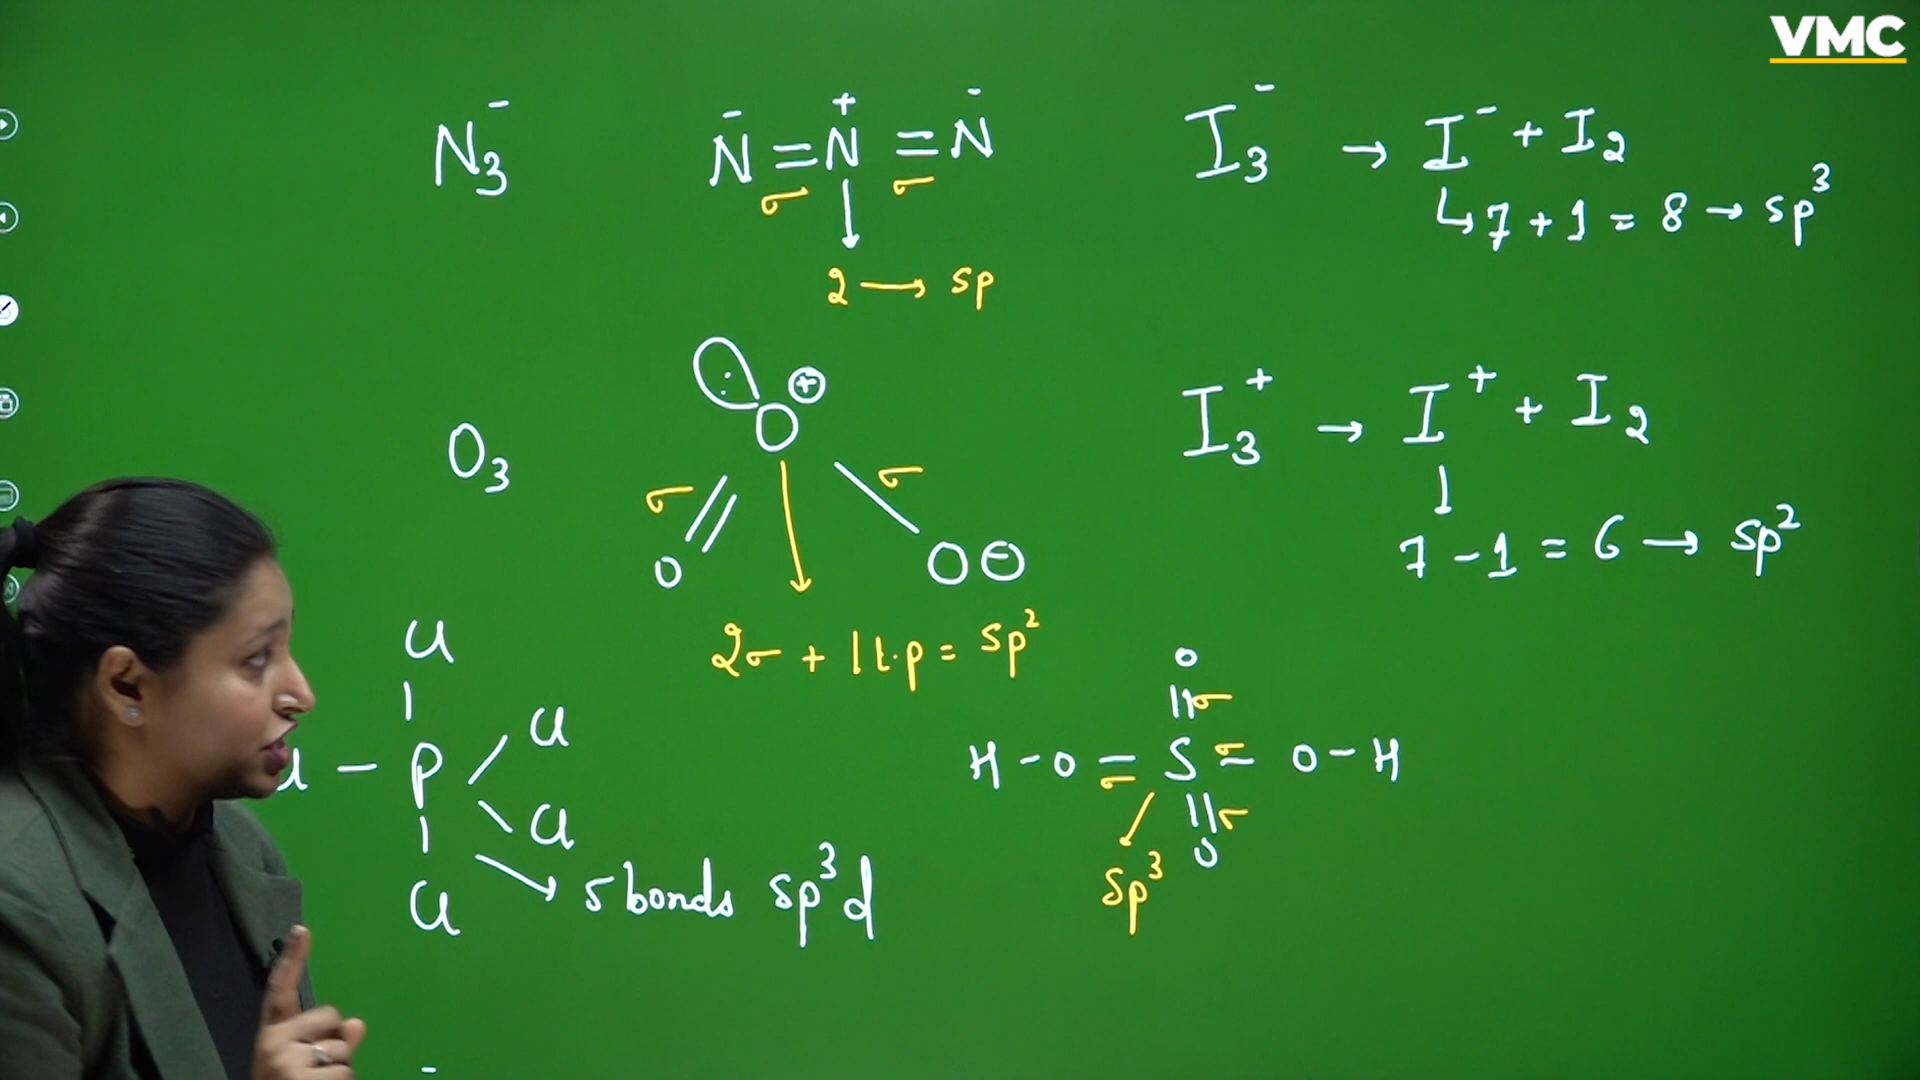 VMC
N₃⁻
N⁻=N⁺=N⁻
σ σ
2 → sp
I₃⁻ → I⁻ + I₂
↳ 7 + 1 = 8 → sp³
O₃
O ⊕
σ σ
O O ⊖
2σ + 1 l.p = sp²
I₃⁺ → I⁺ + I₂
7 - 1 = 6 → sp²
Cl
Cl - P Cl
Cl
Cl
→ 5 bonds sp³d
O
σ
H-O=S=O-H
σ σ
σ
O
sp³